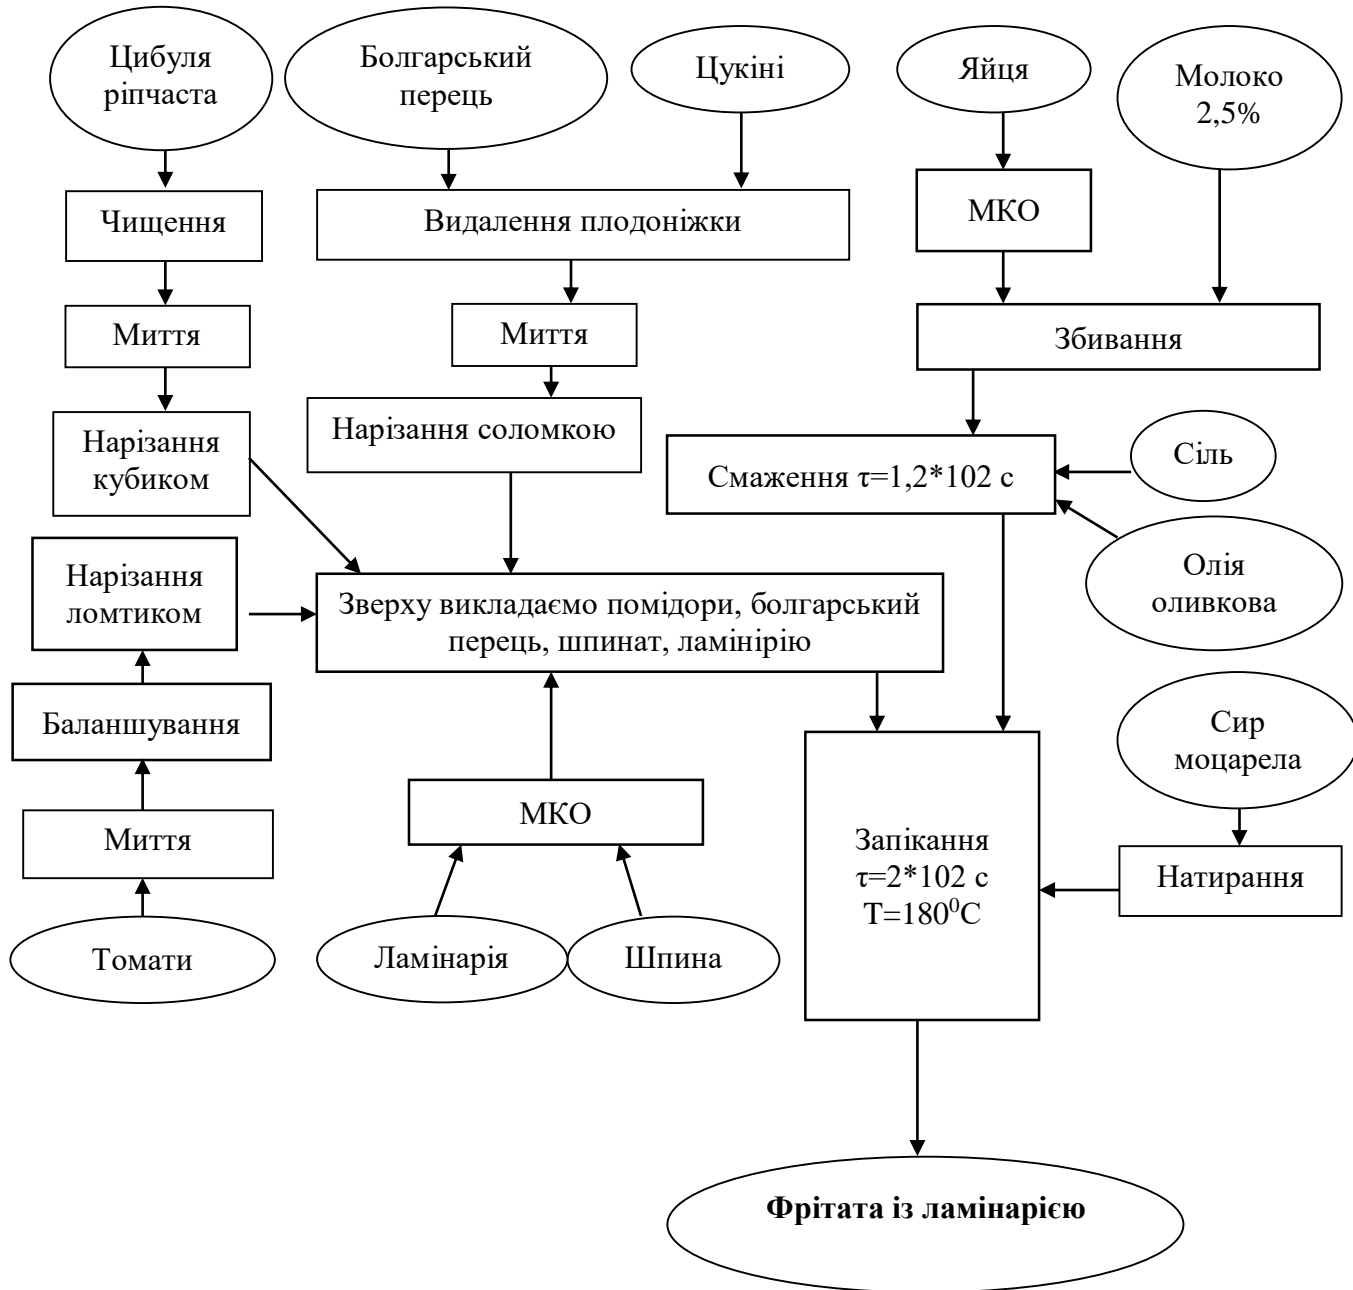 Цибуля
ріпчаста
Болгарський
перець
Цукіні
Яйця
Молоко
2,5%
Чищення
Видалення плодоніжки
МКО
Миття
Миття
Збивання
Нарізання
кубиком
Нарізання соломкою
Смаження τ=1,2*102 с
Сіль
Олія
оливкова
Нарізання
ломтиком
Зверху викладаємо помідори, болгарський
перець, шпинат, ламінірію
Баланшування
Сир
моцарела
Миття
МКО
Запікання
τ=2*102 с
T=180⁰C
Натирання
Томати
Ламінарія
Шпина
Фрітата із ламінарією